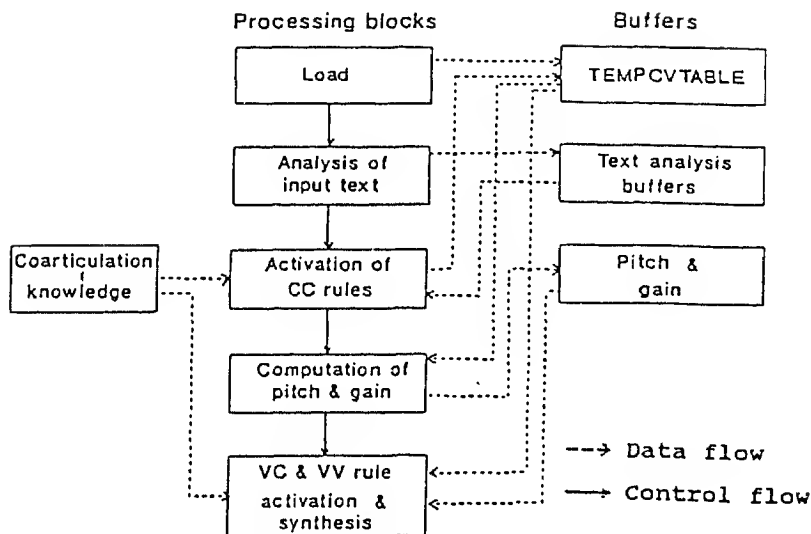 Processing blocks
Buffers
Load
TEMPCVTABLE
Analysis of
input text
Text analysis
buffers
Coarticulation
knowledge
Activation of
CC rules
Pitch &
gain
Computation of
pitch & gain
VC & VV rule
activation &
synthesis
Data flow
Control flow